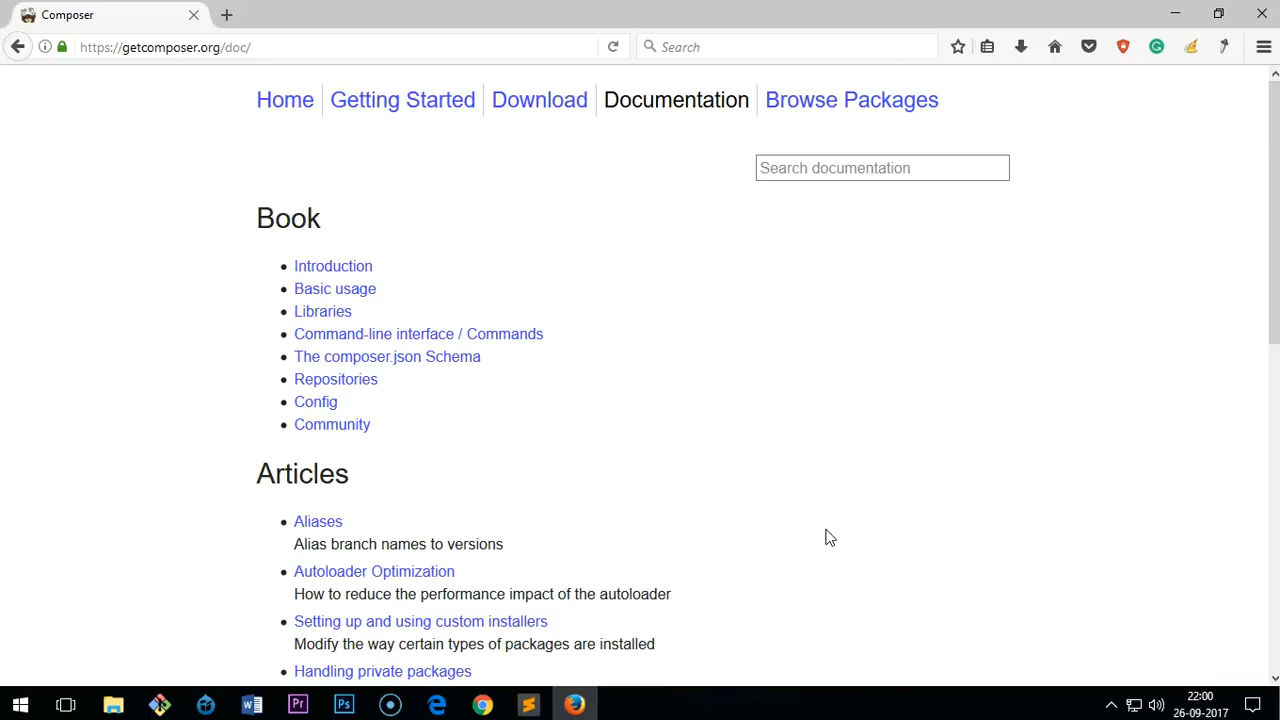 Composer
https://getcomposer.org/doc/
Search
Home
Getting Started
Download
Documentation
Browse Packages
Search documentation
Book
Introduction
Basic usage
Libraries
Command-line interface / Commands
The composer.json Schema
Repositories
Config
Community
Articles
Aliases
Alias branch names to versions
Autoloader Optimization
How to reduce the performance impact of the autoloader
Setting up and using custom installers
Modify the way certain types of packages are installed
Handling private packages
W
Pr
Ps
22:00
26-09-2017